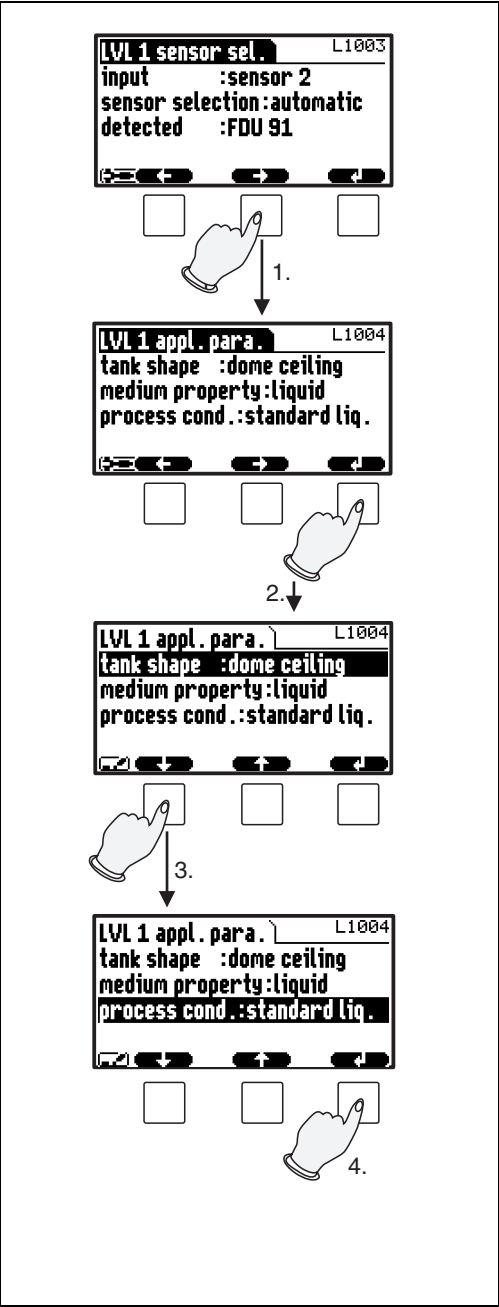 LVL 1 sensor sel. L1003
input :sensor 2
sensor selection:automatic
detected :FDU 91
1.
LVL 1 appl.para. L1004
tank shape :dome ceiling
medium property:liquid
process cond.:standard liq.
2.
LVL 1 appl.para. L1004
tank shape :dome ceiling
medium property:liquid
process cond.:standard liq.
3.
LVL 1 appl.para. L1004
tank shape :dome ceiling
medium property:liquid
process cond.:standard liq.
4.